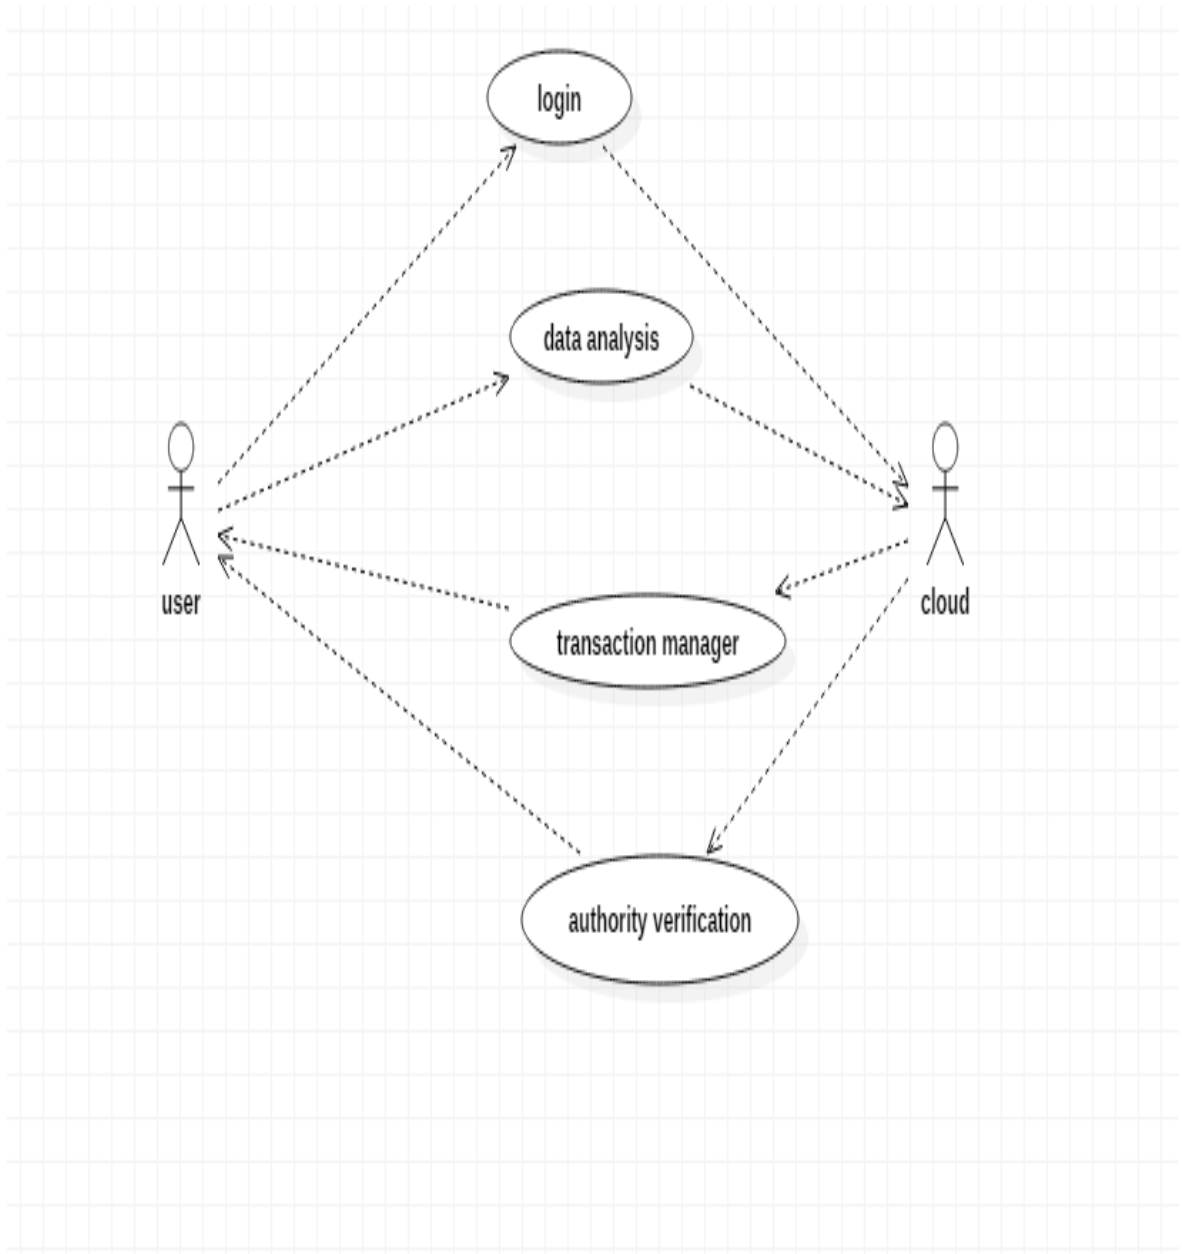 login
data analysis
user
cloud
transaction manager
authority verification